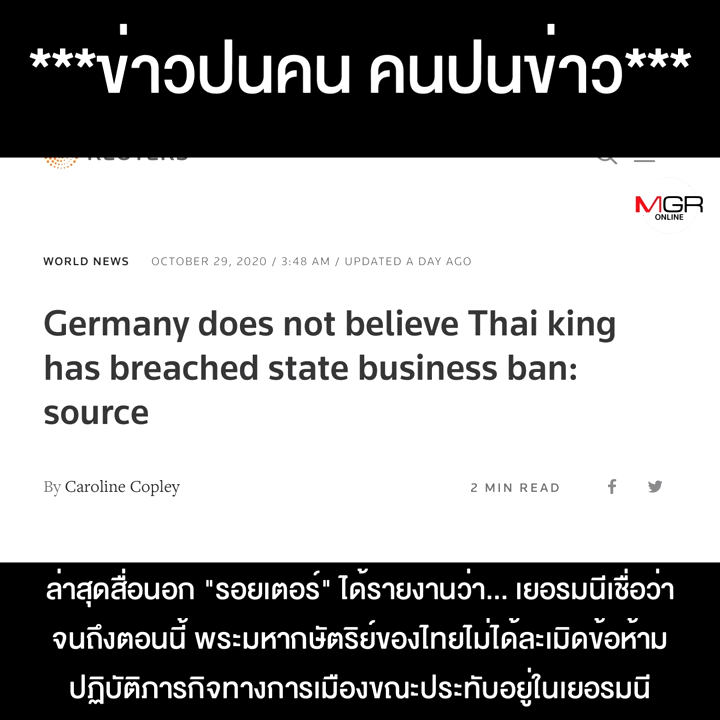 ***ข่าวปนคน คนปนข่าว***
REUTERS
MGR
ONLINE
WORLD NEWS OCTOBER 29, 2020 / 3:48 AM / UPDATED A DAY AGO
Germany does not believe Thai king
has breached state business ban:
source
By Caroline Copley 2 MIN READ
ล่าสุดสื่อนอก "รอยเตอร์" ได้รายงานว่า... เยอรมนีเชื่อว่า
จนถึงตอนนี้ พระมหากษัตริย์ของไทยไม่ได้ละเมิดข้อห้าม
ปฏิบัติภารกิจทางการเมืองขณะประทับอยู่ในเยอรมนี